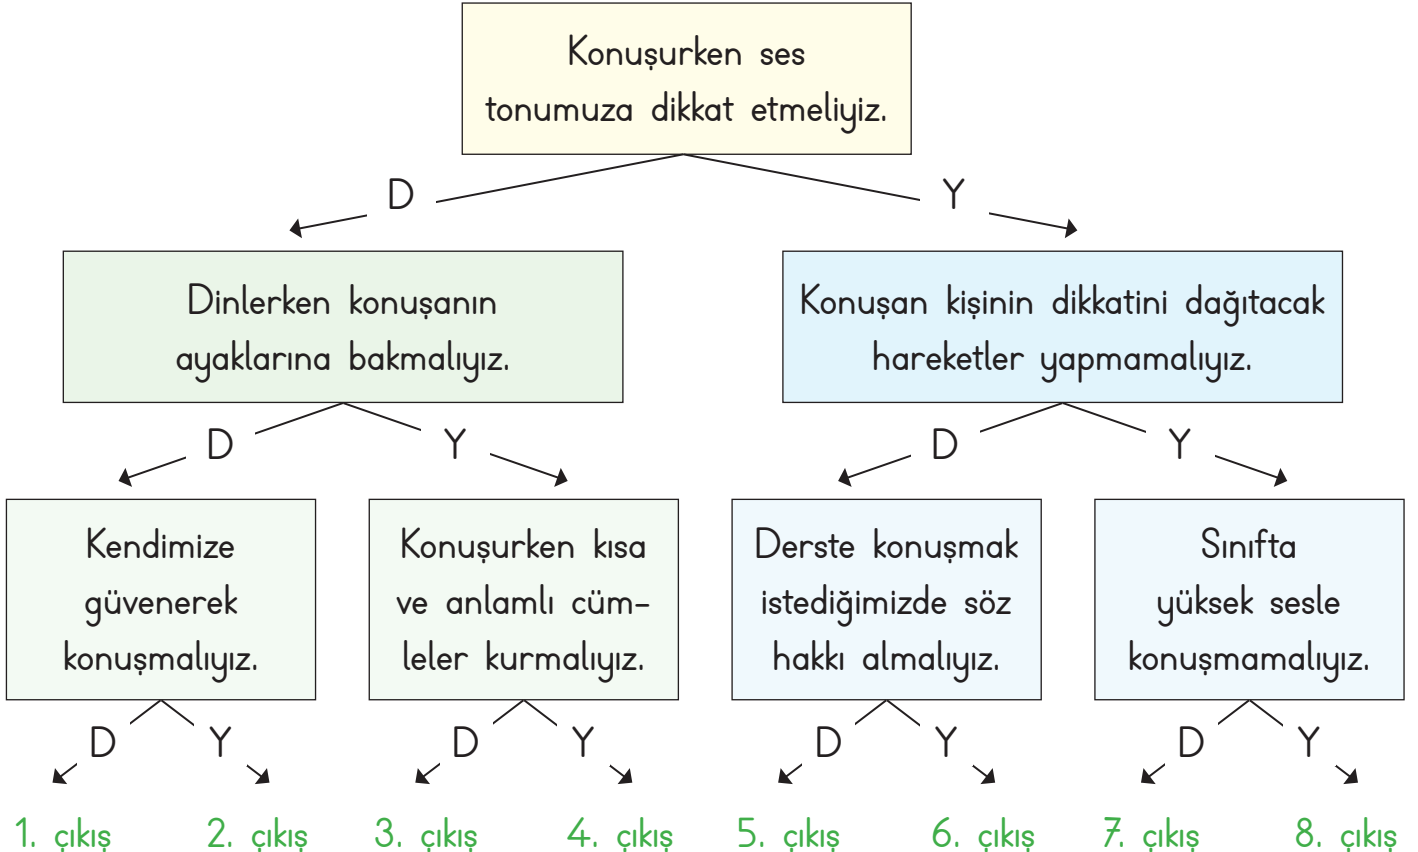 Konuşurken ses
tonumuza dikkat etmeliyiz.
D
Y
Dinlerken konuşanın
ayaklarına bakmalıyız.
Konuşan kişinin dikkatini dağıtacak
hareketler yapmamalıyız.
D
Y
D
Y
Kendimize
güvenerek
konuşmalıyız.
Konuşurken kısa
ve anlamlı cüm-
leler kurmalıyız.
Derste konuşmak
istediğimizde söz
hakkı almalıyız.
Sınıfta
yüksek sesle
konuşmamalıyız.
D
Y
D
Y
D
Y
D
Y
1. çıkış
2. çıkış
3. çıkış
4. çıkış
5. çıkış
6. çıkış
7. çıkış
8. çıkış